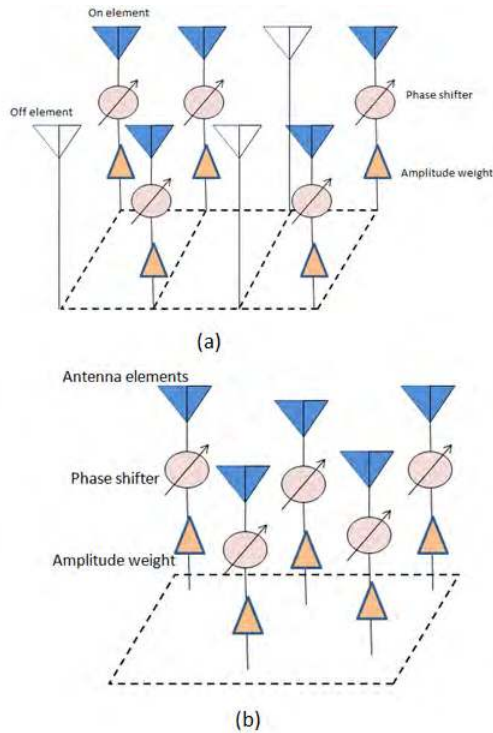 On element
Phase shifter
Off element
Amplitude weight
(a)
Antenna elements
Phase shifter
Amplitude weight
(b)